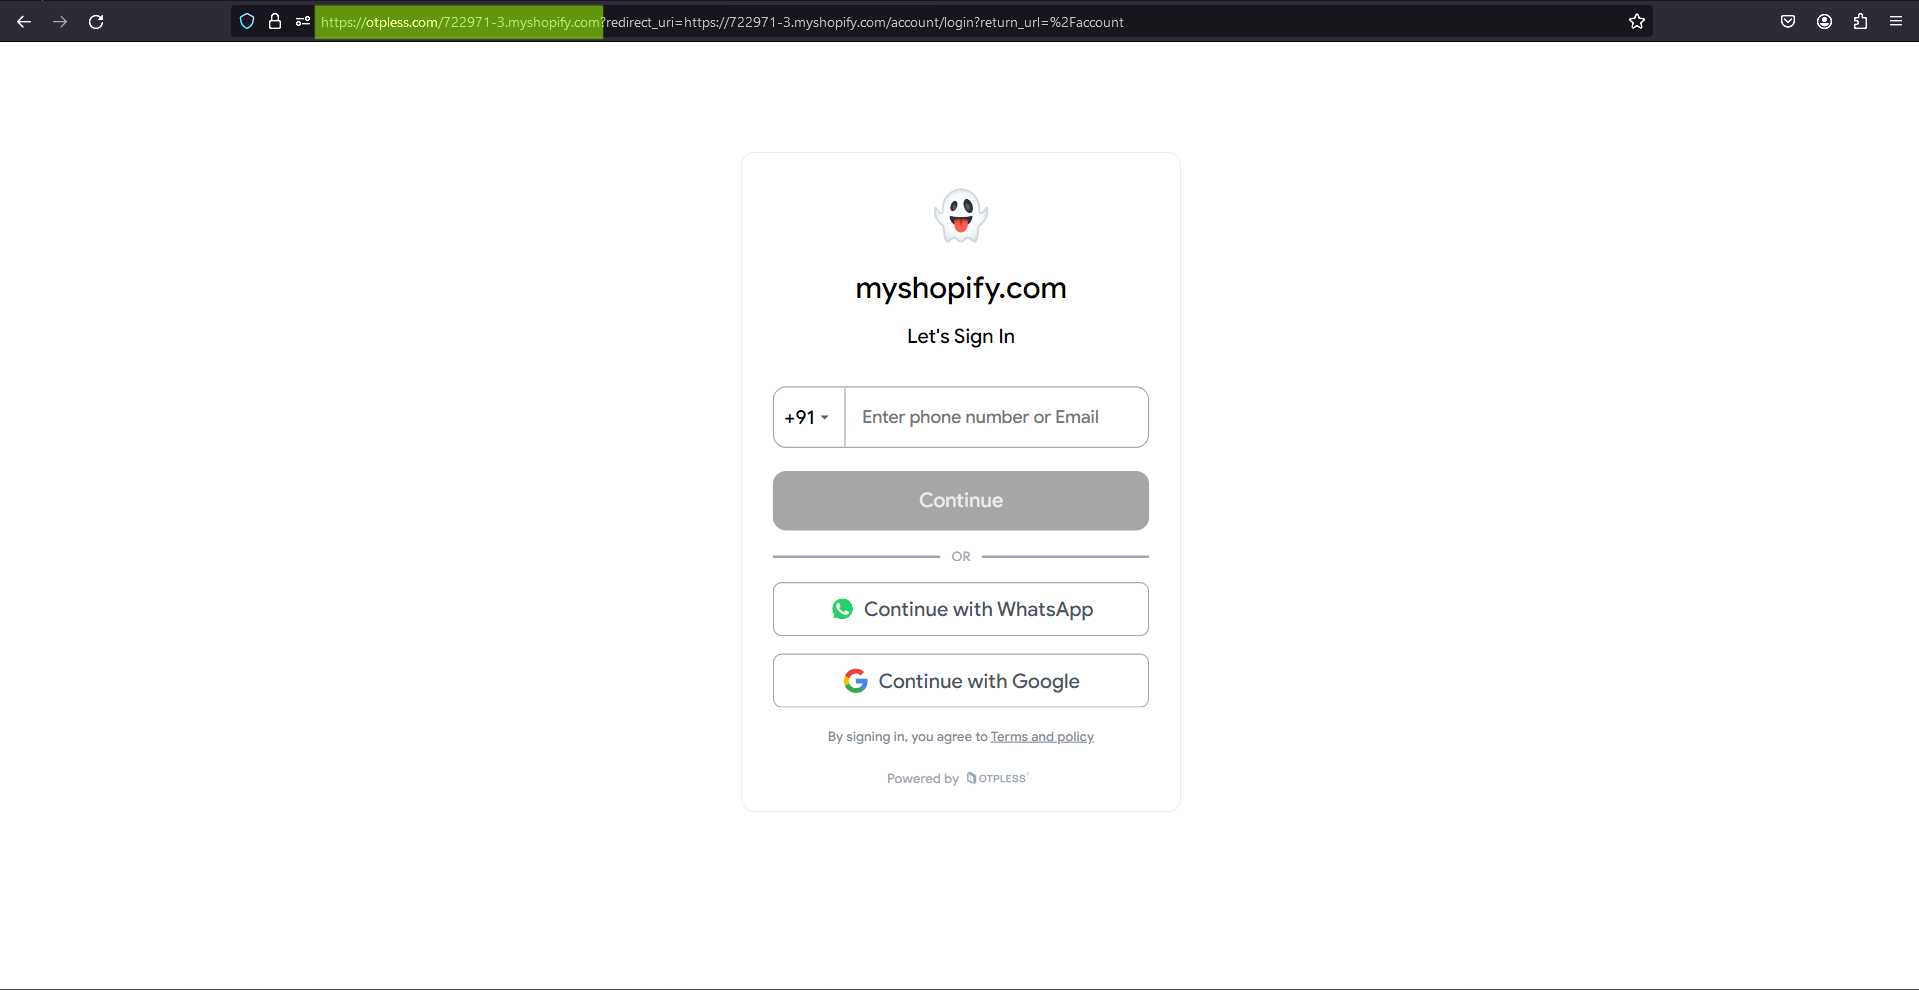 https://otpless.com/722971-3.myshopify.com?redirect_uri=https://722971-3.myshopify.com/account/login?return_url=%2Faccount
myshopify.com
Let's Sign In
+91
Enter phone number or Email
Continue
OR
Continue with WhatsApp
Continue with Google
By signing in, you agree to Terms and policy
Powered by OTPLESS